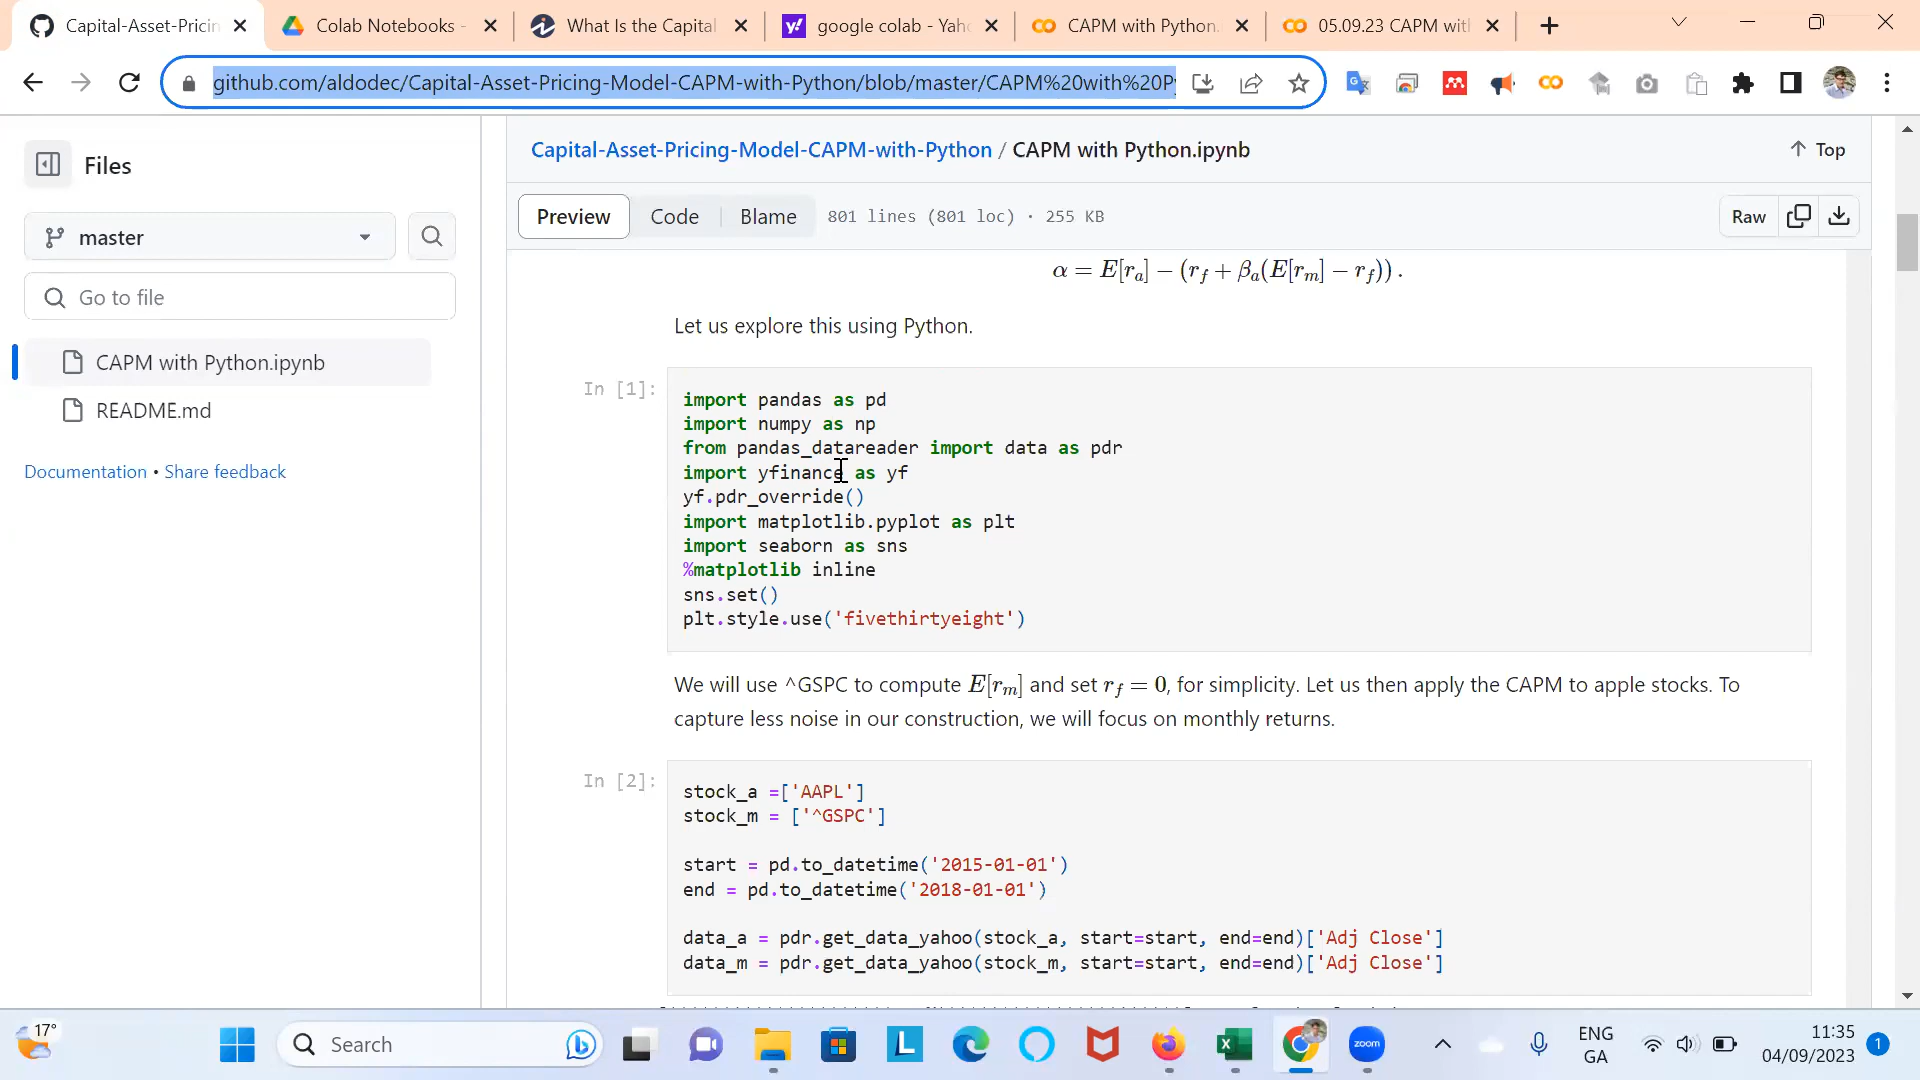 Capital-Asset-Pricin
Colab Notebooks -
What Is the Capital
google colab - Yah
CAPM with Python.
05.09.23 CAPM wit
github.com/aldodec/Capital-Asset-Pricing-Model-CAPM-with-Python/blob/master/CAPM%20with%20Py
Files
Capital-Asset-Pricing-Model-CAPM-with-Python / CAPM with Python.ipynb
Top
master
Preview
Code
Blame
801 lines (801 loc) · 255 KB
Raw
Go to file
CAPM with Python.ipynb
README.md
Documentation • Share feedback
α = E[r_a] − (r_f + β_a(E[r_m] − r_f)) .
Let us explore this using Python.
In [1]:
import pandas as pd
import numpy as np
from pandas_datareader import data as pdr
import yfinance as yf
yf.pdr_override()
import matplotlib.pyplot as plt
import seaborn as sns
%matplotlib inline
sns.set()
plt.style.use('fivethirtyeight')
We will use ^GSPC to compute E[r_m] and set r_f = 0, for simplicity. Let us then apply the CAPM to apple stocks. To
capture less noise in our construction, we will focus on monthly returns.
In [2]:
stock_a =['AAPL']
stock_m = ['^GSPC']
start = pd.to_datetime('2015-01-01')
end = pd.to_datetime('2018-01-01')
data_a = pdr.get_data_yahoo(stock_a, start=start, end=end)['Adj Close']
data_m = pdr.get_data_yahoo(stock_m, start=start, end=end)['Adj Close']
17°
Search
L
zoom
ENG
GA
11:35
04/09/2023
1